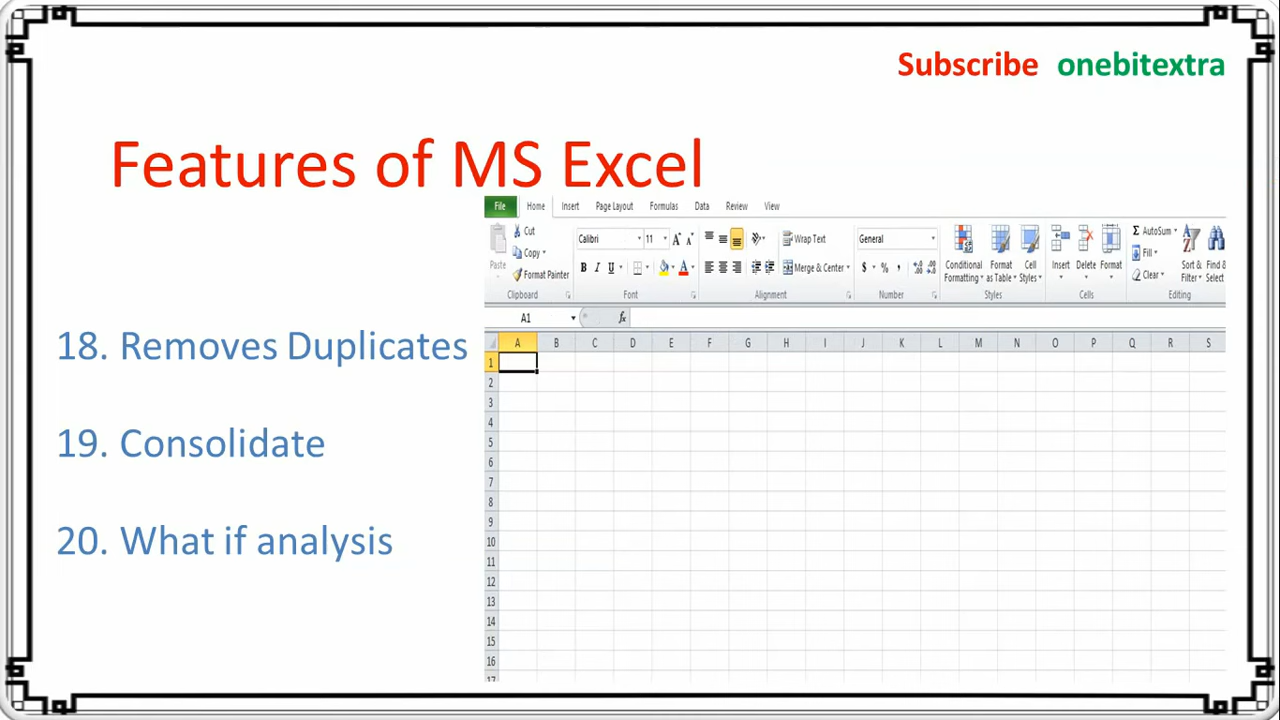 Subscribe onebitextra
Features of MS Excel
18. Removes Duplicates
19. Consolidate
20. What if analysis
File Home Insert Page Layout Formulas Data Review View
Paste
Cut
Copy
Format Painter
Clipboard
Calibri 11
B I U
Font
Wrap Text
Merge & Center
Alignment
General
$ % ,
Number
Conditional Formatting
Format as Table
Cell Styles
Styles
Insert Delete Format
Cells
Σ AutoSum
Fill
Clear
Sort & Filter
Find & Select
Editing
A1 fx
A B C D E F G H I J K L M N O P Q R S
1
2
3
4
5
6
7
8
9
10
11
12
13
14
15
16
17